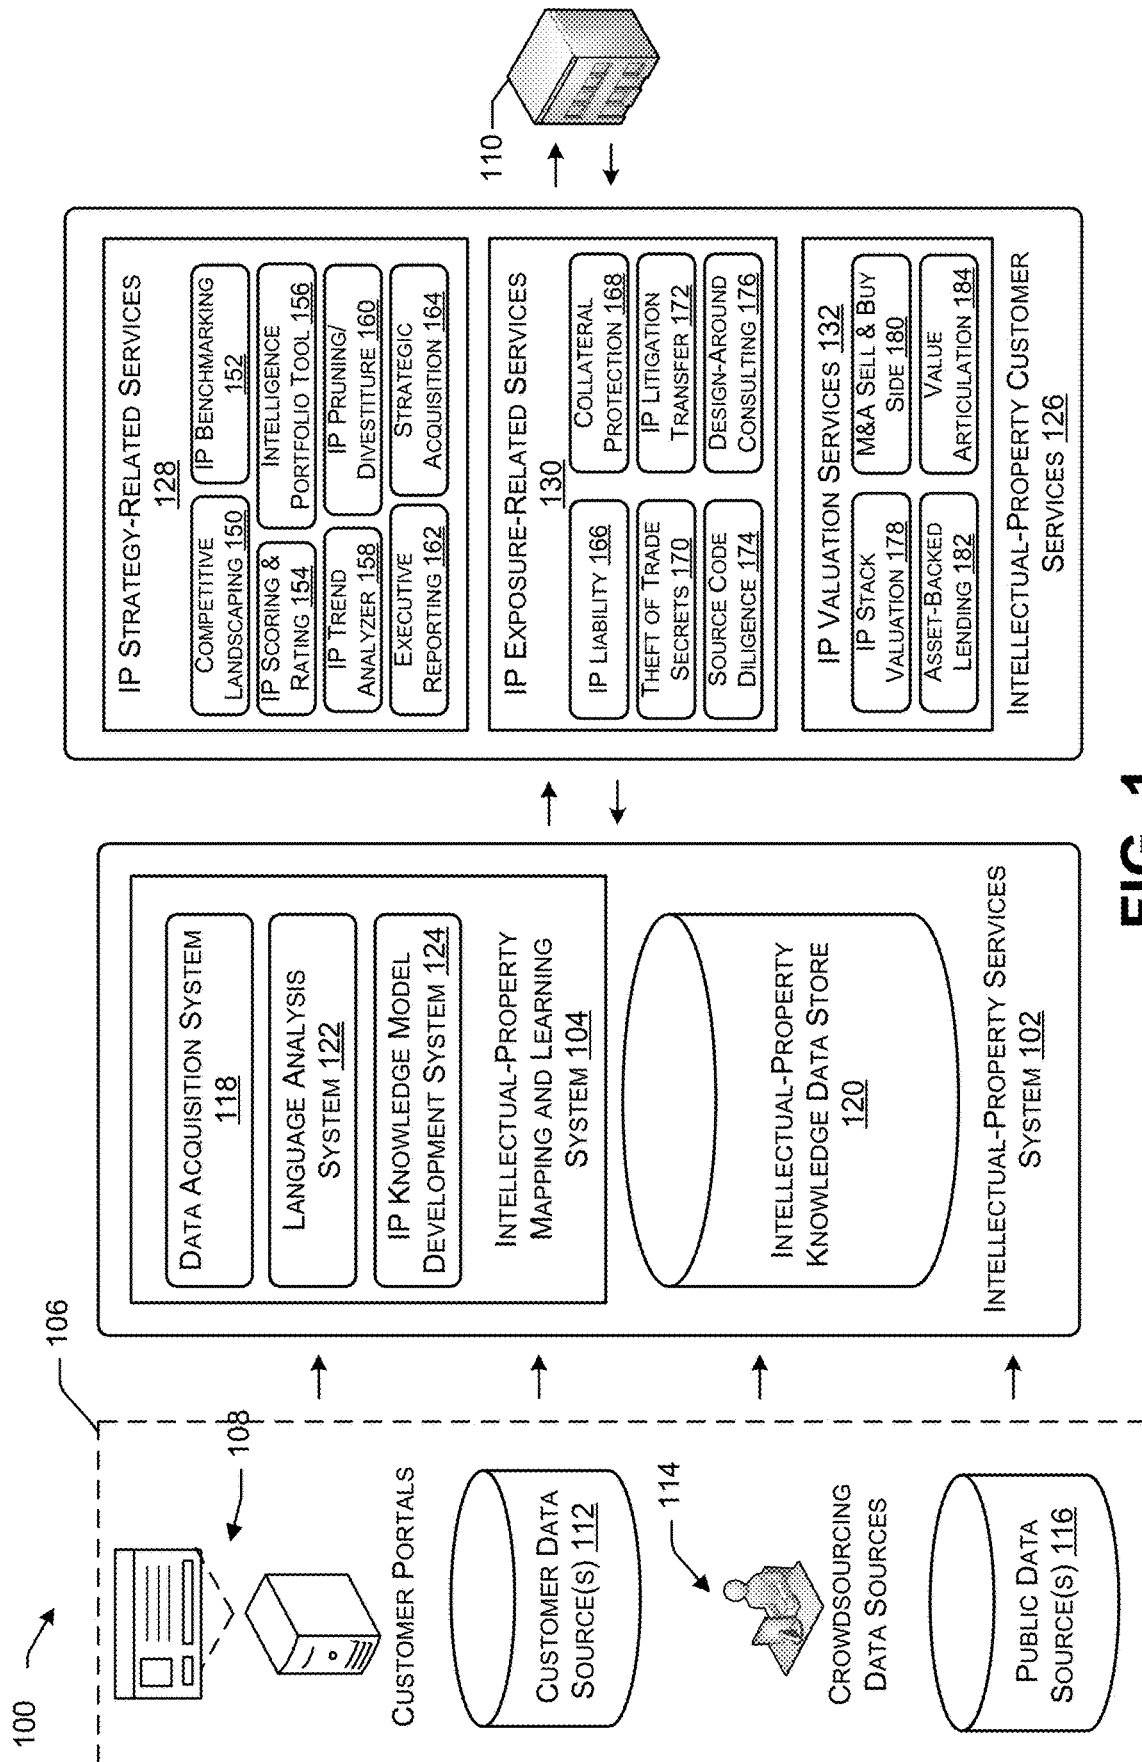 100
106
108
CUSTOMER PORTALS
CUSTOMER DATA
SOURCE(S) 112
114
CROWDSOURCING
DATA SOURCES
PUBLIC DATA
SOURCE(S) 116
DATA ACQUISITION SYSTEM
118
LANGUAGE ANALYSIS
SYSTEM 122
IP KNOWLEDGE MODEL
DEVELOPMENT SYSTEM 124
INTELLECTUAL-PROPERTY
MAPPING AND LEARNING
SYSTEM 104
INTELLECTUAL-PROPERTY
KNOWLEDGE DATA STORE
120
INTELLECTUAL-PROPERTY SERVICES
SYSTEM 102
IP STRATEGY-RELATED SERVICES
128
COMPETITIVE
LANDSCAPING 150
IP BENCHMARKING
152
IP SCORING &
RATING 154
INTELLIGENCE
PORTFOLIO TOOL 156
IP TREND
ANALYZER 158
IP PRUNING/
DIVESTITURE 160
EXECUTIVE
REPORTING 162
STRATEGIC
ACQUISITION 164
IP EXPOSURE-RELATED SERVICES
130
IP LIABILITY 166
COLLATERAL
PROTECTION 168
THEFT OF TRADE
SECRETS 170
IP LITIGATION
TRANSFER 172
SOURCE CODE
DILIGENCE 174
DESIGN-AROUND
CONSULTING 176
IP VALUATION SERVICES 132
IP STACK
VALUATION 178
M&A SELL & BUY
SIDE 180
ASSET-BACKED
LENDING 182
VALUE
ARTICULATION 184
INTELLECTUAL-PROPERTY CUSTOMER
SERVICES 126
110
FIG. 1